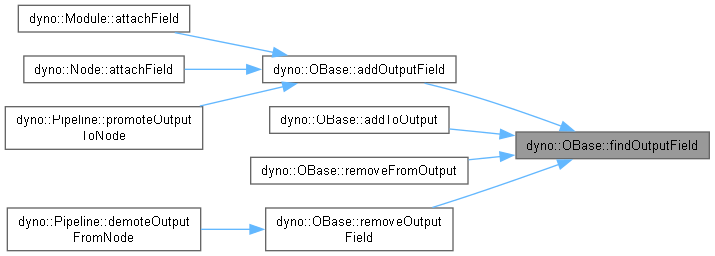 dyno::Module::attachField
dyno::Node::attachField
dyno::OBase::addOutputField
dyno::Pipeline::promoteOutput
ToNode
dyno::OBase::addToOutput
dyno::OBase::findOutputField
dyno::OBase::removeFromOutput
dyno::Pipeline::demoteOutput
FromNode
dyno::OBase::removeOutput
Field